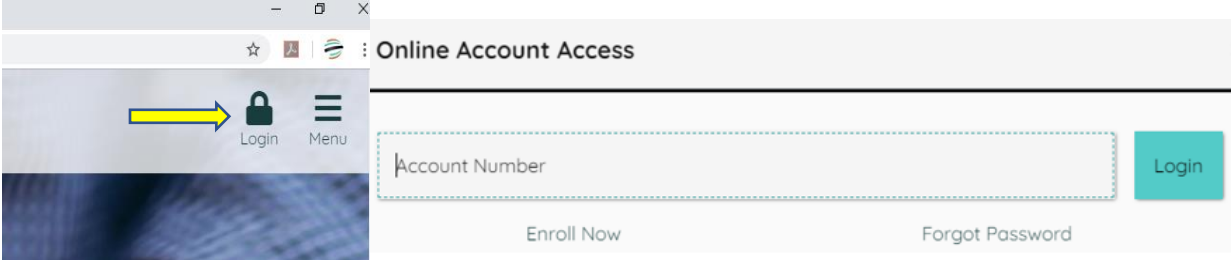 Login Menu
Online Account Access
Account Number
Login
Enroll Now Forgot Password